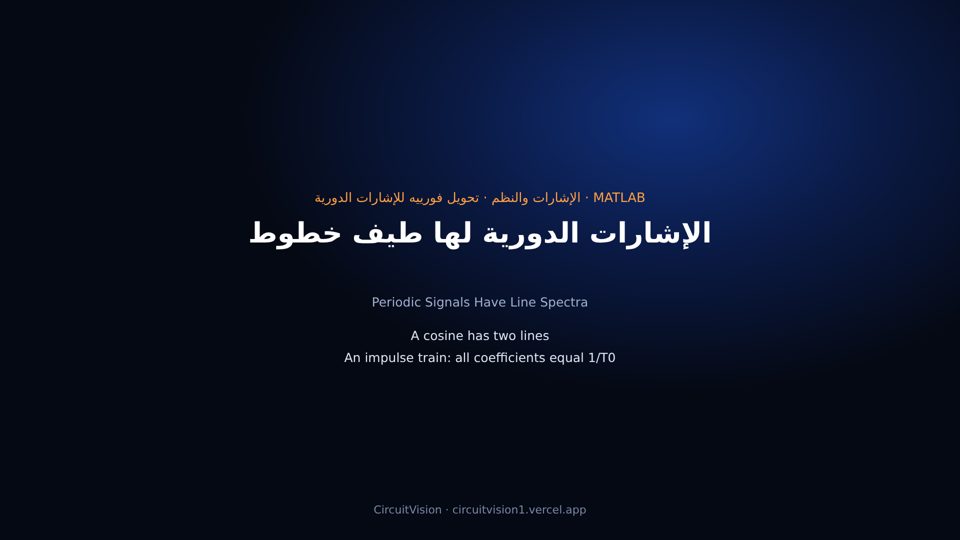 الإشارات والنظم · تحويل فورييه للإشارات الدورية · MATLAB
الإشارات الدورية لها طيف خطوط
Periodic Signals Have Line Spectra
A cosine has two lines
An impulse train: all coefficients equal 1/T0
CircuitVision · circuitvision1.vercel.app